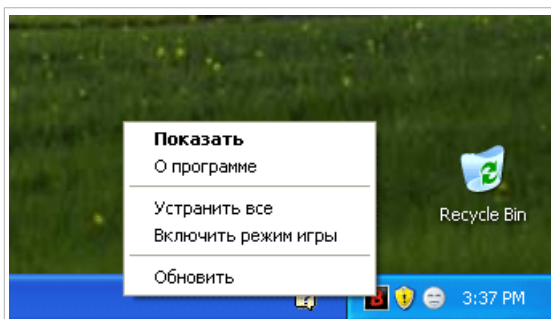 Показать
О программе
Устранить все
Включить режим игры
Обновить
Recycle Bin
B
3:37 PM